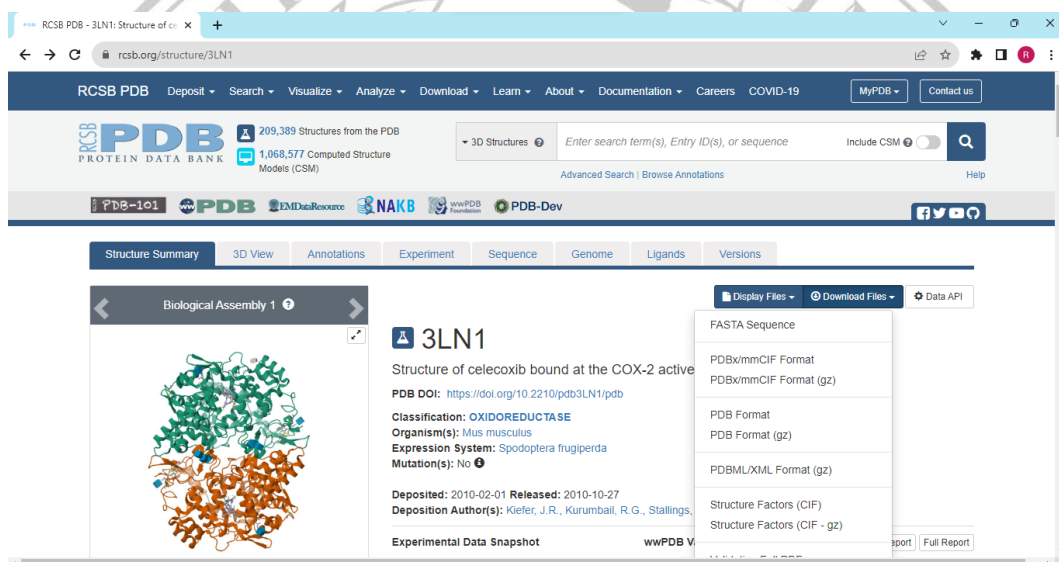 RCSB PDB - 3LN1: Structure of ce
rcsb.org/structure/3LN1
R
RCSB PDB Deposit Search Visualize Analyze Download Learn About Documentation Careers COVID-19 MyPDB Contact us
RCSB PDB
PROTEIN DATA BANK
209,389 Structures from the PDB
1,068,577 Computed Structure
Models (CSM)
3D Structures Enter search term(s), Entry ID(s), or sequence Include CSM
Advanced Search | Browse Annotations Help
PDB-101 PDB EMDataResource NAKB wwPDB Foundation PDB-Dev
Structure Summary 3D View Annotations Experiment Sequence Genome Ligands Versions
Biological Assembly 1
Display Files Download Files Data API
3LN1
Structure of celecoxib bound at the COX-2 active
PDB DOI: https://doi.org/10.2210/pdb3LN1/pdb
Classification: OXIDOREDUCTASE
Organism(s): Mus musculus
Expression System: Spodoptera frugiperda
Mutation(s): No
Deposited: 2010-02-01 Released: 2010-10-27
Deposition Author(s): Kiefer, J.R., Kurumbail, R.G., Stallings,
Experimental Data Snapshot wwPDB Va
port Full Report
FASTA Sequence
PDBx/mmCIF Format
PDBx/mmCIF Format (gz)
PDB Format
PDB Format (gz)
PDBML/XML Format (gz)
Structure Factors (CIF)
Structure Factors (CIF - gz)